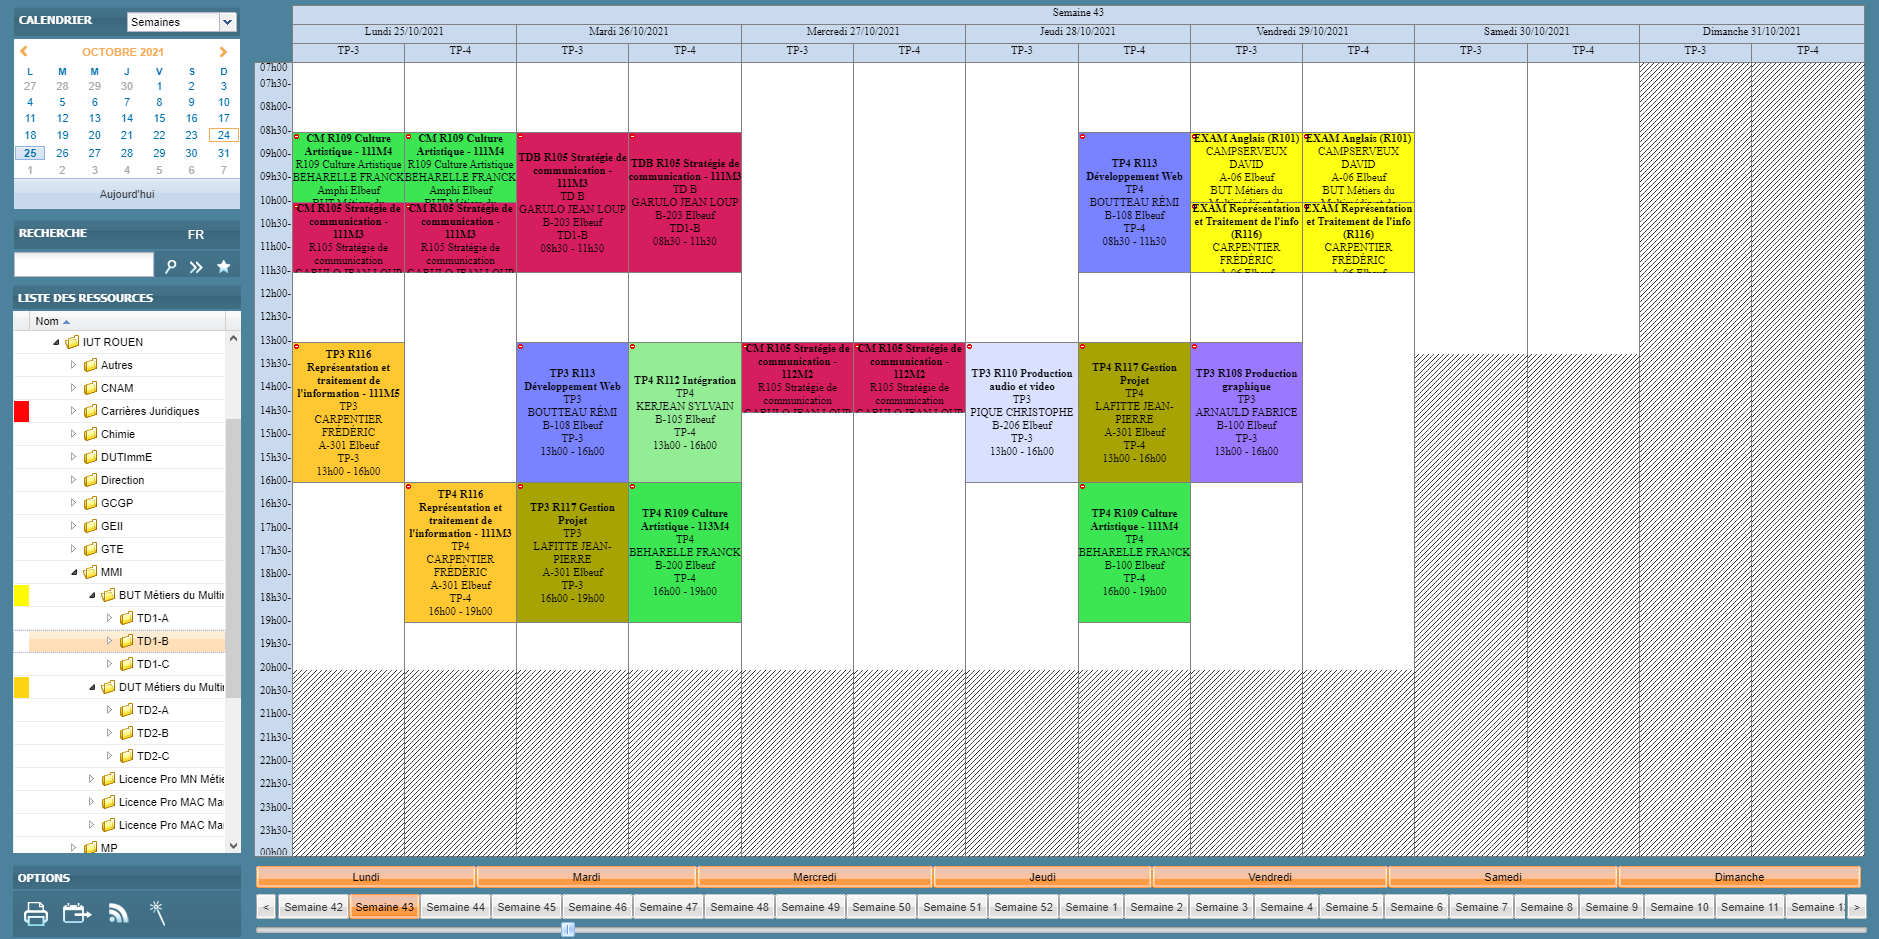 CALENDRIER
Semaines
OCTOBRE 2021
L M M J V S D
27 28 29 30 1 2 3
4 5 6 7 8 9 10
11 12 13 14 15 16 17
18 19 20 21 22 23 24
25 26 27 28 29 30 31
1 2 3 4 5 6 7
Aujourd'hui
RECHERCHE FR
LISTE DES RESSOURCES
Nom
IUT ROUEN
Autres
CNAM
Carrières Juridiques
Chimie
DUTImmE
Direction
GCGP
GEII
GTE
MMI
BUT Métiers du Multir
TD1-A
TD1-B
TD1-C
DUT Métiers du Multir
TD2-A
TD2-B
TD2-C
Licence Pro MN Métie
Licence Pro MAC Ma
Licence Pro MAC Ma
MP
OPTIONS
Semaine 43
Lundi 25/10/2021 Mardi 26/10/2021 Mercredi 27/10/2021 Jeudi 28/10/2021 Vendredi 29/10/2021 Samedi 30/10/2021 Dimanche 31/10/2021
TP-3 TP-4 TP-3 TP-4 TP-3 TP-4 TP-3 TP-4 TP-3 TP-4 TP-3 TP-4 TP-3 TP-4
07h00
07h30-
08h00-
08h30-
09h00-
09h30-
10h00-
10h30-
11h00-
11h30-
12h00-
12h30-
13h00-
13h30-
14h00-
14h30-
15h00-
15h30-
16h00-
16h30-
17h00-
17h30-
18h00-
18h30-
19h00-
19h30-
20h00-
20h30-
21h00-
21h30-
22h00-
22h30-
23h00-
23h30-
00h00
CM R109 Culture
Artistique - 111M4
R109 Culture Artistique
BEHARELLE FRANCK
Amphi Elbeuf
BUT Métiers du
CM R105 Stratégie de
communication -
111M3
R105 Stratégie de
communication
GARULO JEAN LOUP
TP3 R116
Représentation et
traitement de
l'information - 111M5
TP3
CARPENTIER
FRÉDÉRIC
A-301 Elbeuf
TP-3
13h00 - 16h00
CM R109 Culture
Artistique - 111M4
R109 Culture Artistique
BEHARELLE FRANCK
Amphi Elbeuf
BUT Métiers du
CM R105 Stratégie de
communication -
111M3
R105 Stratégie de
communication
GARULO JEAN LOUP
TP4 R116
Représentation et
traitement de
l'information - 111M3
TP4
CARPENTIER
FRÉDÉRIC
A-301 Elbeuf
TP-4
16h00 - 19h00
TDB R105 Stratégie de
communication -
111M3
TD B
GARULO JEAN LOUP
B-203 Elbeuf
TD1-B
08h30 - 11h30
TP3 R113
Développement Web
TP3
BOUTTEAU RÉMI
B-108 Elbeuf
TP-3
13h00 - 16h00
TP3 R117 Gestion
Projet
TP3
LAFITTE JEAN-
PIERRE
A-301 Elbeuf
TP-3
16h00 - 19h00
TDB R105 Stratégie de
communication - 111M3
TD B
GARULO JEAN LOUP
B-203 Elbeuf
TD1-B
08h30 - 11h30
TP4 R112 Intégration
TP4
KERJEAN SYLVAIN
B-105 Elbeuf
TP-4
13h00 - 16h00
TP4 R109 Culture
Artistique - 113M4
TP4
BEHARELLE FRANCK
B-200 Elbeuf
TP-4
16h00 - 19h00
CM R105 Stratégie de
communication -
112M2
R105 Stratégie de
communication
GARULO JEAN LOUP
CM R105 Stratégie de
communication -
112M2
R105 Stratégie de
communication
GARULO JEAN LOUP
TP3 R110 Production
audio et video
TP3
PIQUE CHRISTOPHE
B-206 Elbeuf
TP-3
13h00 - 16h00
TP4 R113
Développement Web
TP4
BOUTTEAU RÉMI
B-108 Elbeuf
TP-4
08h30 - 11h30
TP4 R117 Gestion
Projet
TP4
LAFITTE JEAN-
PIERRE
A-301 Elbeuf
TP-4
13h00 - 16h00
TP4 R109 Culture
Artistique - 111M4
TP4
BEHARELLE FRANCK
B-100 Elbeuf
TP-4
16h00 - 19h00
EXAM Anglais (R101)
CAMPSERVEUX
DAVID
A-06 Elbeuf
BUT Métiers du
Multimédia et de
EXAM Représentation
et Traitement de l'info
(R116)
CARPENTIER
FRÉDÉRIC
A-06 Elbeuf
TP3 R108 Production
graphique
TP3
ARNAULD FABRICE
B-100 Elbeuf
TP-3
13h00 - 16h00
EXAM Anglais (R101)
CAMPSERVEUX
DAVID
A-06 Elbeuf
BUT Métiers du
Multimédia et de
EXAM Représentation
et Traitement de l'info
(R116)
CARPENTIER
FRÉDÉRIC
A-06 Elbeuf
Lundi Mardi Mercredi Jeudi Vendredi Samedi Dimanche
< Semaine 42 Semaine 43 Semaine 44 Semaine 45 Semaine 46 Semaine 47 Semaine 48 Semaine 49 Semaine 50 Semaine 51 Semaine 52 Semaine 1 Semaine 2 Semaine 3 Semaine 4 Semaine 5 Semaine 6 Semaine 7 Semaine 8 Semaine 9 Semaine 10 Semaine 11 Semaine 1 >